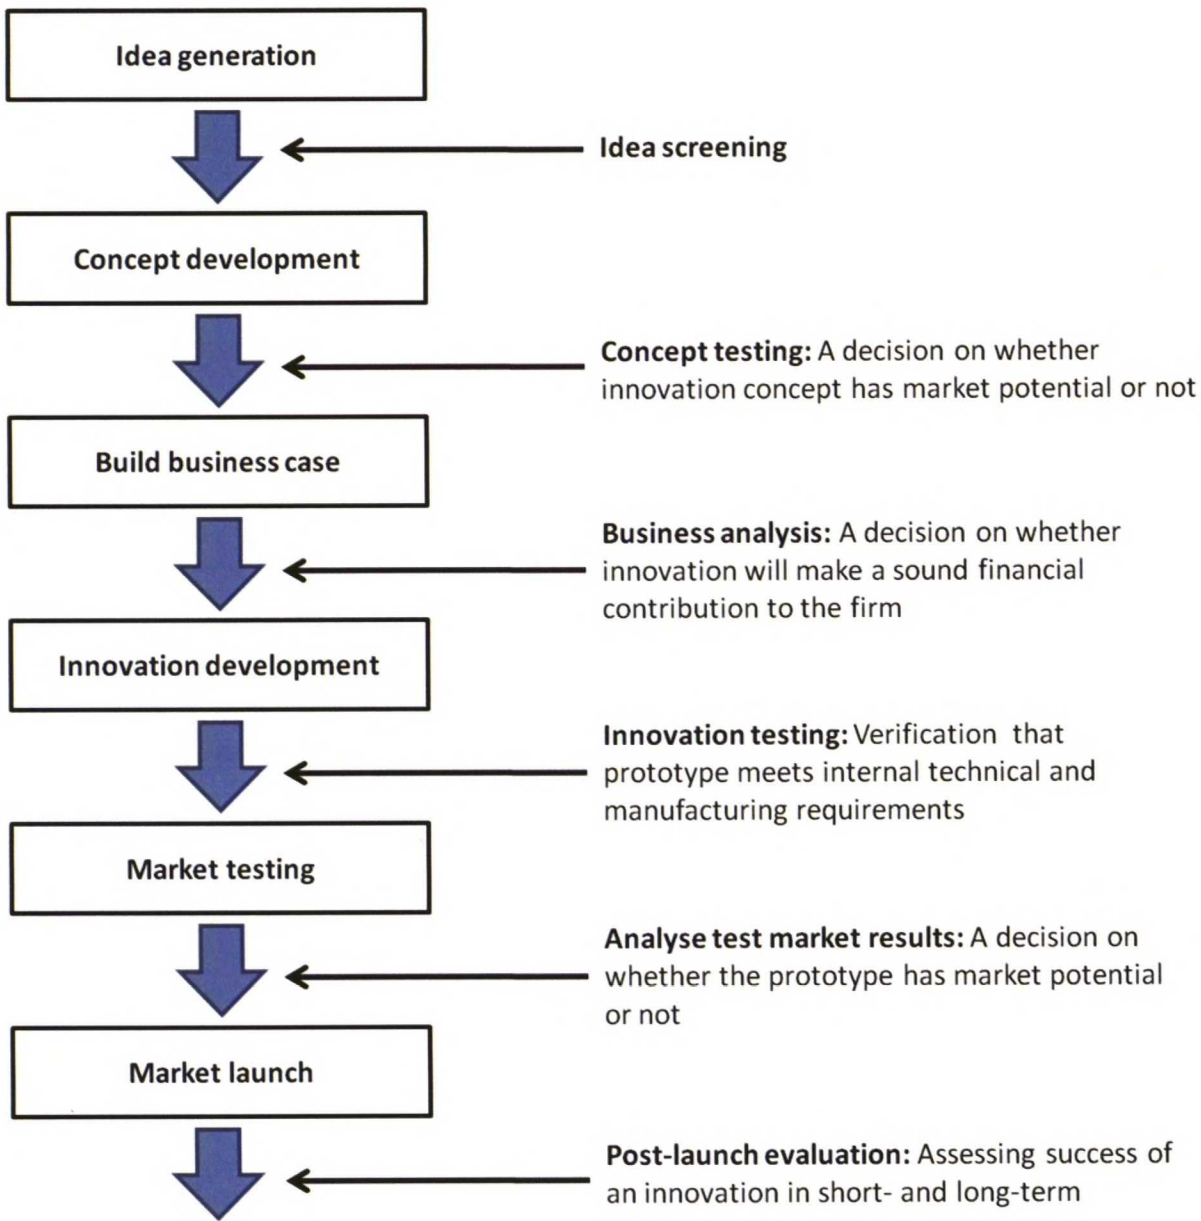 Idea generation
Idea screening
Concept development
Concept testing: A decision on whether
innovation concept has market potential or not
Build business case
Business analysis: A decision on whether
innovation will make a sound financial
contribution to the firm
Innovation development
Innovation testing: Verification that
prototype meets internal technical and
manufacturing requirements
Market testing
Analyse test market results: A decision on
whether the prototype has market potential
or not
Market launch
Post-launch evaluation: Assessing success of
an innovation in short- and long-term